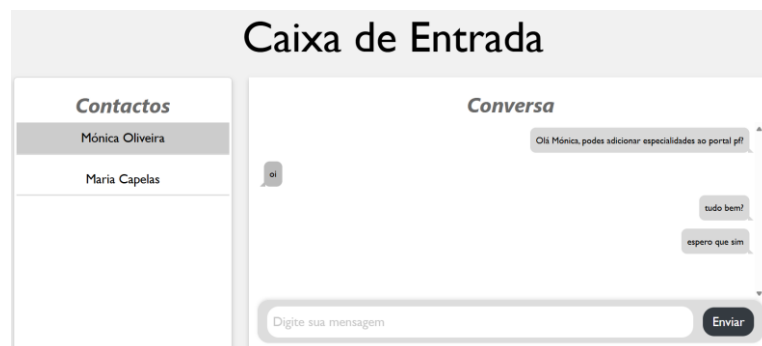 Caixa de Entrada
Contactos
Mónica Oliveira
Maria Capelas
Conversa
Olá Mónica, podes adicionar especialidades ao portal pf?
oi
tudo bem?
espero que sim
Digite sua mensagem
Enviar